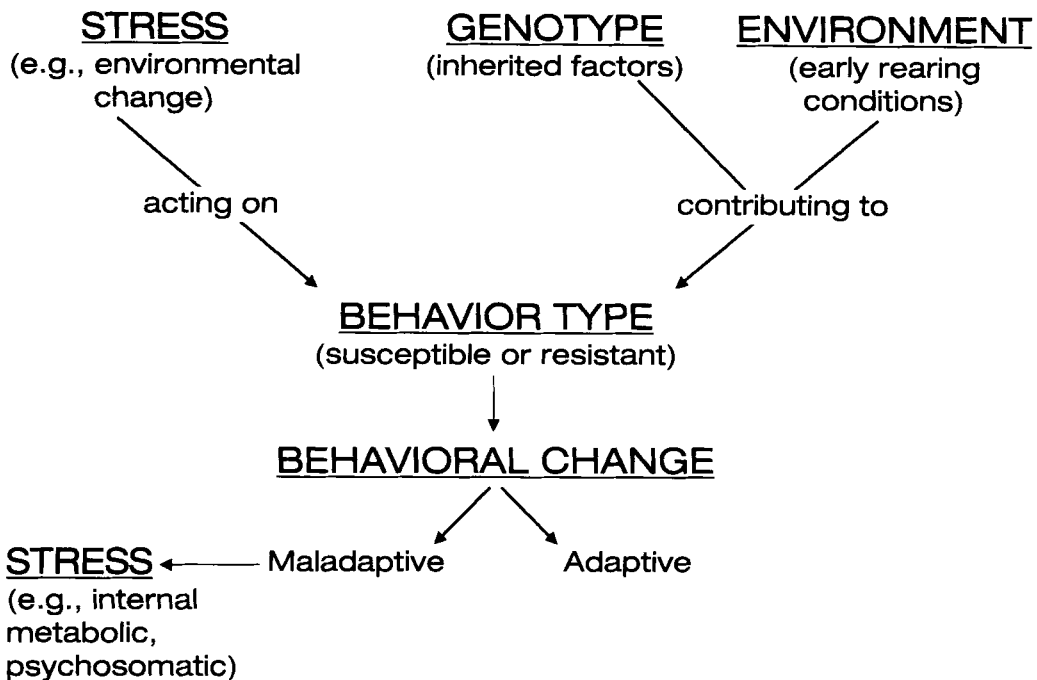 STRESS
(e.g., environmental
change)
GENOTYPE
(inherited factors)
ENVIRONMENT
(early rearing
conditions)
acting on
contributing to
BEHAVIOR TYPE
(susceptible or resistant)
BEHAVIORAL CHANGE
Maladaptive
Adaptive
STRESS
(e.g., internal
metabolic,
psychosomatic)